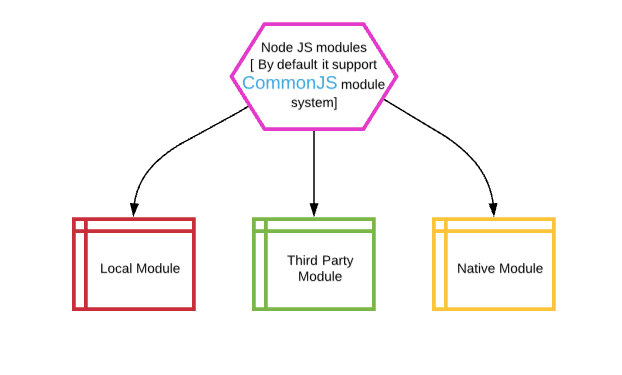 Node JS modules
[ By default it support
CommonJS module
system]
Local Module
Third Party
Module
Native Module